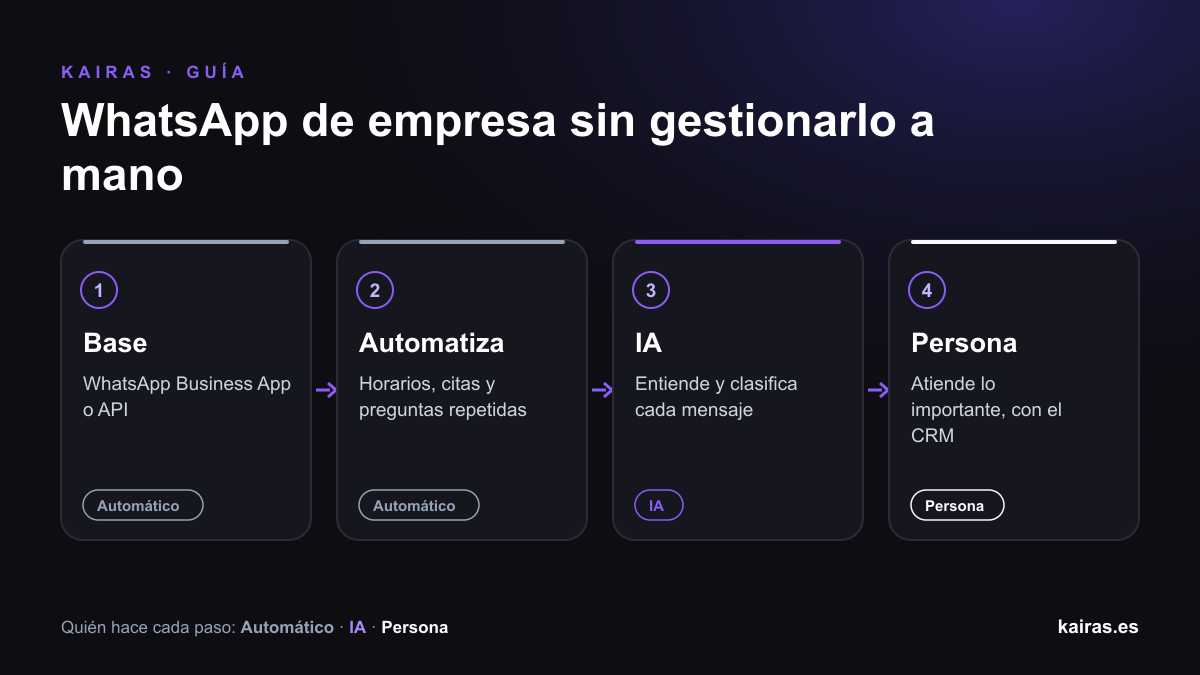 KAIRAS · GUÍA
WhatsApp de empresa sin gestionarlo a
mano
1
Base
WhatsApp Business App
o API
Automático
2
Automatiza
Horarios, citas y
preguntas repetidas
Automático
3
IA
Entiende y clasifica
cada mensaje
IA
4
Persona
Atiende lo
importante, con el
CRM
Persona
Quién hace cada paso: Automático · IA · Persona
kairas.es